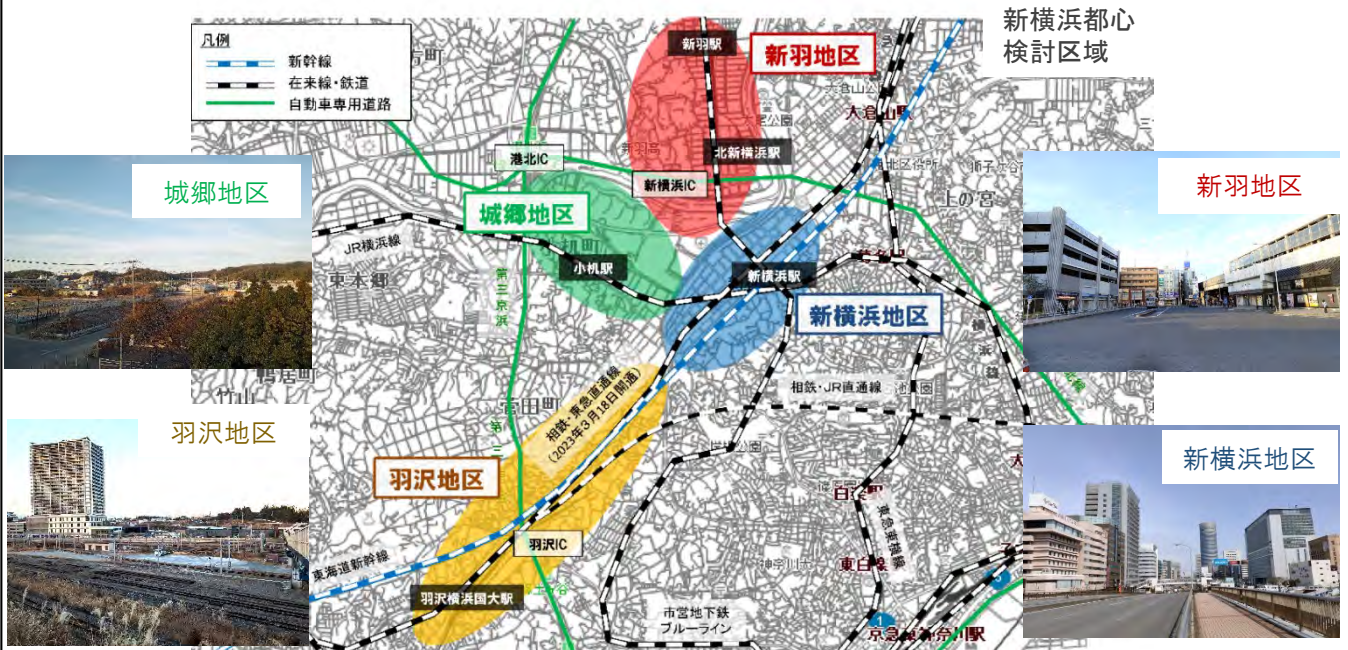 新横浜都心
検討区域
凡例
新幹線
在来線・鉄道
自動車専用道路
新羽駅
新羽地区
大倉山駅
港北IC
北新横浜駅
新横浜IC
上の宮
城郷地区
新羽地区
城郷地区
JR横浜線
東本郷
小机駅
新横浜駅
第三京浜
新横浜地区
相鉄・JR直通線
菅田町
竹山
相鉄・東急直通線
(2023年3月18日開通)
羽沢地区
新横浜地区
羽沢地区
白楽駅
東急東横線
羽沢IC
東海道新幹線
東白楽
羽沢横浜国大駅
市営地下鉄
ブルーライン